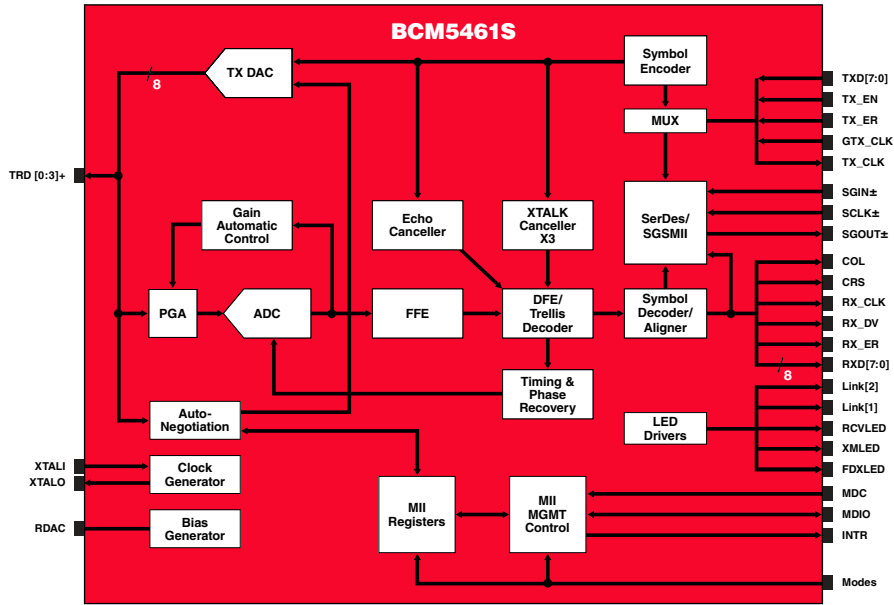 BCM5461S
TX DAC
8
Symbol
Encoder
MUX
TXD[7:0]
TX_EN
TX_ER
GTX_CLK
TX_CLK
TRD [0:3]+
Gain
Automatic
Control
Echo
Canceller
XTALK
Canceller
X3
SerDes/
SGSMII
SGIN±
SCLK±
SGOUT±
PGA
ADC
FFE
DFE/
Trellis
Decoder
Symbol
Decoder/
Aligner
COL
CRS
RX_CLK
RX_DV
RX_ER
RXD[7:0]
8
Timing &
Phase
Recovery
Auto-
Negotiation
LED
Drivers
Link[2]
Link[1]
RCVLED
XMLED
FDXLED
XTALI
XTALO
Clock
Generator
RDAC
Bias
Generator
MII
Registers
MII
MGMT
Control
MDC
MDIO
INTR
Modes